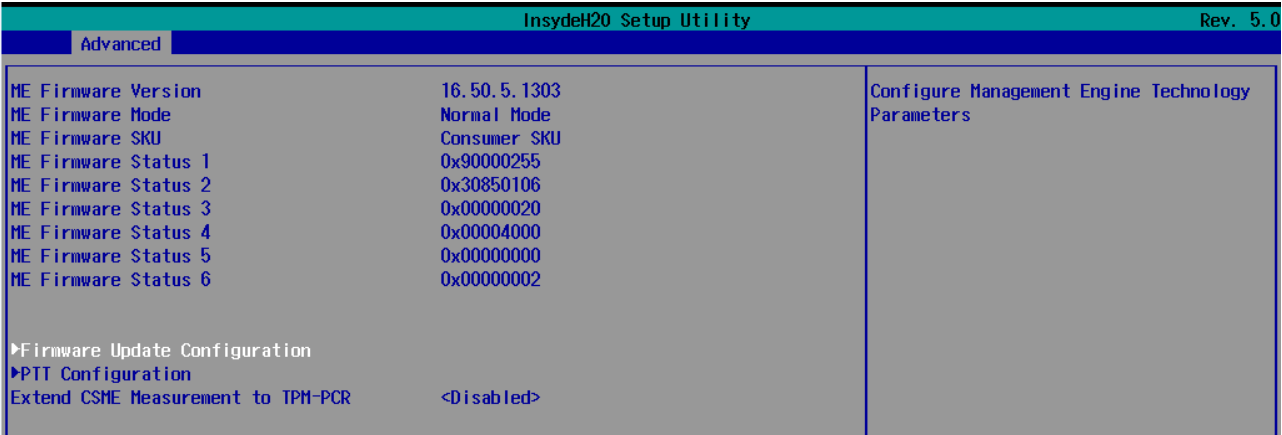 InsydeH20 Setup Utility Rev. 5.0
Advanced
ME Firmware Version 16.50.5.1303 Configure Management Engine Technology
ME Firmware Mode Normal Mode Parameters
ME Firmware SKU Consumer SKU
ME Firmware Status 1 0x90000255
ME Firmware Status 2 0x30850106
ME Firmware Status 3 0x00000020
ME Firmware Status 4 0x00004000
ME Firmware Status 5 0x00000000
ME Firmware Status 6 0x00000002
▶Firmware Update Configuration
▶PTT Configuration
Extend CSME Measurement to TPM-PCR <Disabled>